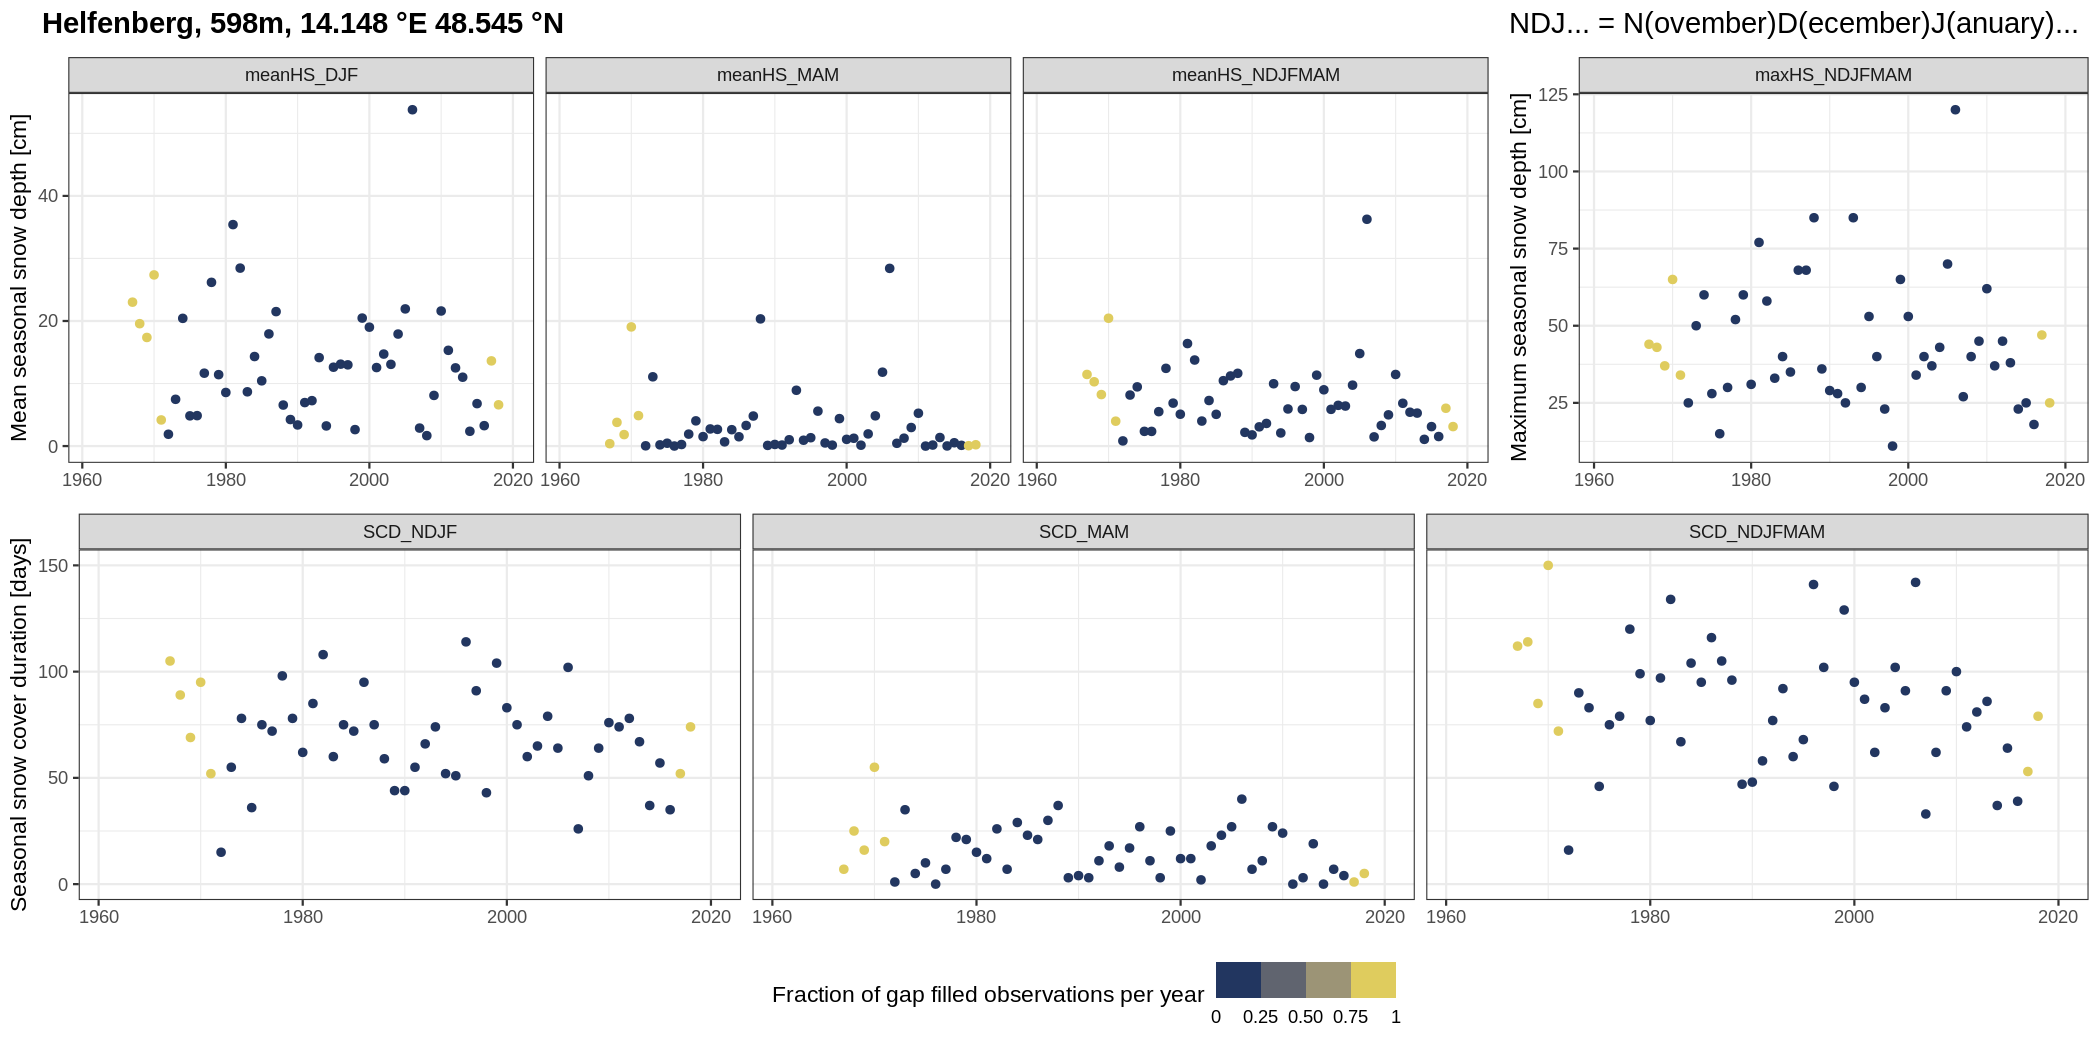 Helfenberg, 598m, 14.148 °E 48.545 °N
NDJ... = N(ovember)D(ecember)J(anuary)...
meanHS_DJF
meanHS_MAM
meanHS_NDJFMAM
maxHS_NDJFMAM
Mean seasonal snow depth [cm]
40
20
0
1960 1980 2000 2020
1960 1980 2000 2020
1960 1980 2000 2020
Maximum seasonal snow depth [cm]
125
100
75
50
25
1960 1980 2000 2020
SCD_NDJF
SCD_MAM
SCD_NDJFMAM
Seasonal snow cover duration [days]
150
100
50
0
1960 1980 2000 2020
1960 1980 2000 2020
1960 1980 2000 2020
Fraction of gap filled observations per year
0 0.25 0.50 0.75 1